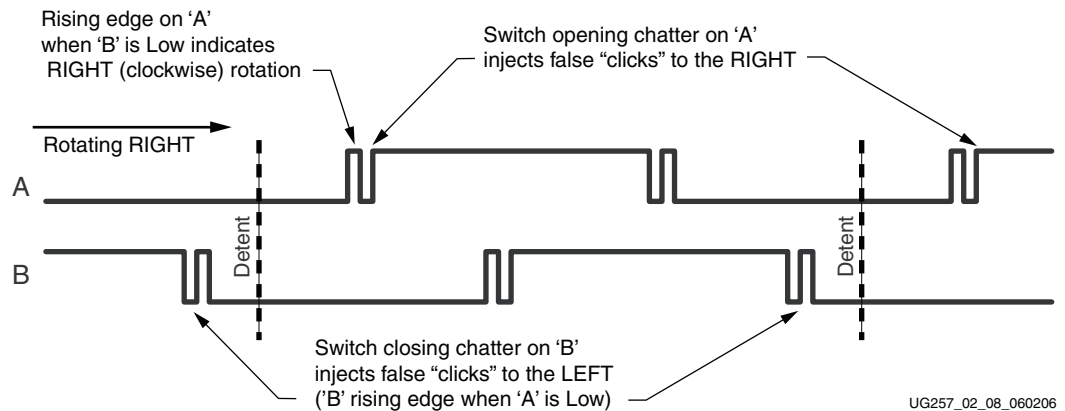 Rising edge on ‘A’
when ‘B’ is Low indicates
RIGHT (clockwise) rotation
Switch opening chatter on ‘A’
injects false “clicks” to the RIGHT
Rotating RIGHT
A
Detent
Detent
B
Switch closing chatter on ‘B’
injects false “clicks” to the LEFT
(’B’ rising edge when ‘A’ is Low)
UG257_02_08_060206